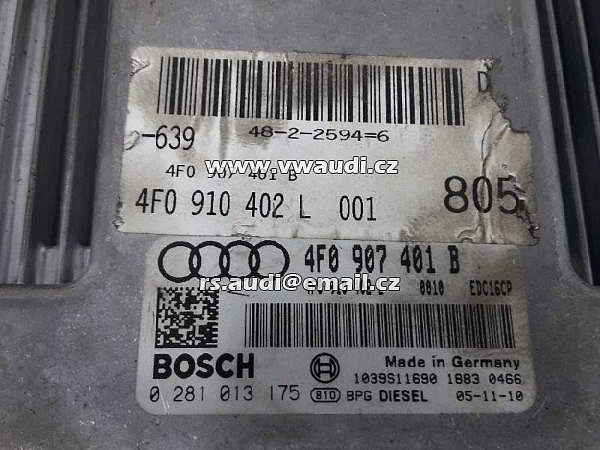 D
-639 48-2-2594=6
www.vwaudi.cz
4F0 907 401 B
4F0 910 402 L 001 805
4F0 907 401 B
rs.audi@email.cz
0010 EDC16CP
BOSCH
Made in Germany
1039S11690 1883 0466
0 281 013 175 810 BPG DIESEL 05-11-10